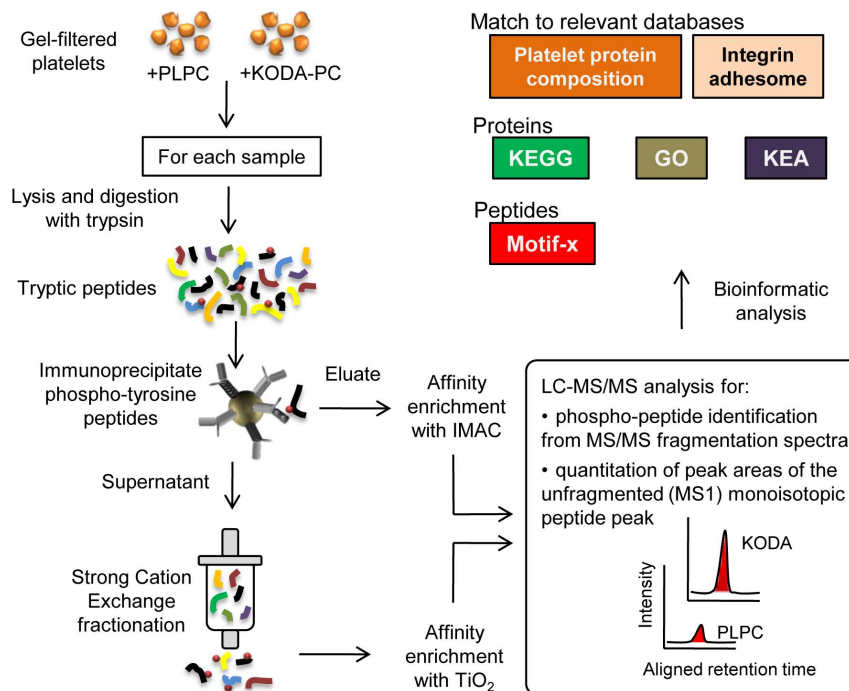 Gel-filtered
platelets
+PLPC
+KODA-PC
For each sample
Lysis and digestion
with trypsin
Tryptic peptides
Immunoprecipitate
phospho-tyrosine
peptides
Eluate
Affinity
enrichment
with IMAC
Supernatant
Strong Cation
Exchange
fractionation
Affinity
enrichment
with TiO₂
LC-MS/MS analysis for:
• phospho-peptide identification
from MS/MS fragmentation spectra
• quantitation of peak areas of the
unfragmented (MS1) monoisotopic
peptide peak
KODA
Intensity
PLPC
Aligned retention time
Bioinformatic
analysis
Match to relevant databases
Platelet protein
composition
Integrin
adhesome
Proteins
KEGG
GO
KEA
Peptides
Motif-x